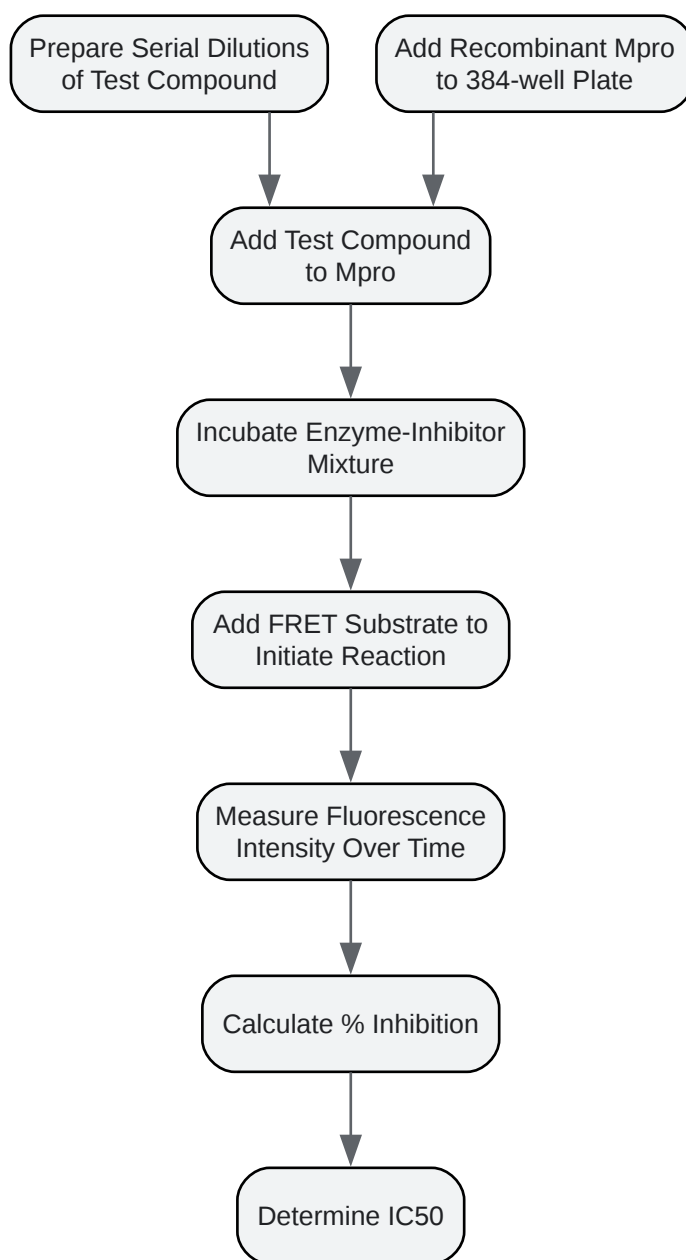 Prepare Serial Dilutions
of Test Compound
Add Recombinant Mpro
to 384-well Plate
Add Test Compound
to Mpro
Incubate Enzyme-Inhibitor
Mixture
Add FRET Substrate to
Initiate Reaction
Measure Fluorescence
Intensity Over Time
Calculate % Inhibition
Determine IC50